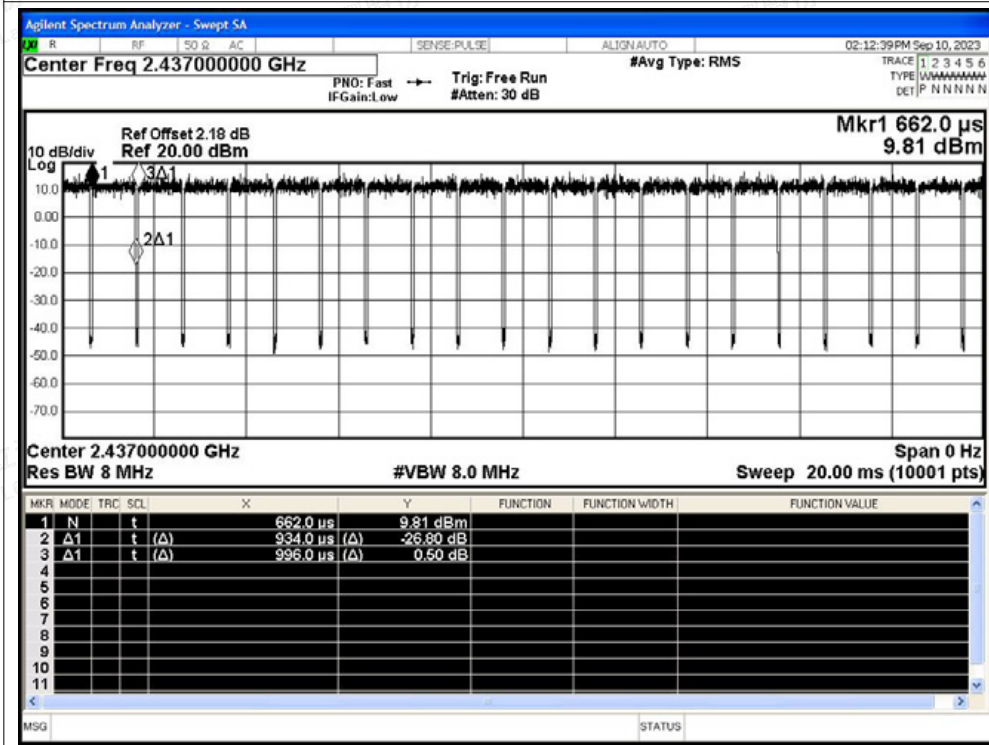 Agilent Spectrum Analyzer - Swept SA
LXI R RF 50 Ω AC SENSE:PULSE ALIGN AUTO 02:12:39 PM Sep 10, 2023
Center Freq 2.437000000 GHz #Avg Type: RMS TRACE 1 2 3 4 5 6
PNO: Fast Trig: Free Run TYPE WWWWWW
IFGain:Low #Atten: 30 dB DET P N N N N N
Mkr1 662.0 µs
Ref Offset 2.18 dB
10 dB/div Ref 20.00 dBm 9.81 dBm
Log
1 3Δ1
10.0
0.00
2Δ1
-10.0
-20.0
-30.0
-40.0
-50.0
-60.0
-70.0
Center 2.437000000 GHz Span 0 Hz
Res BW 8 MHz #VBW 8.0 MHz Sweep 20.00 ms (10001 pts)
MKR MODE TRC SCL X Y FUNCTION FUNCTION WIDTH FUNCTION VALUE
1 N t 662.0 µs 9.81 dBm
2 Δ1 t (Δ) 934.0 µs (Δ) -26.80 dB
3 Δ1 t (Δ) 996.0 µs (Δ) 0.50 dB
4
5
6
7
8
9
10
11
MSG STATUS